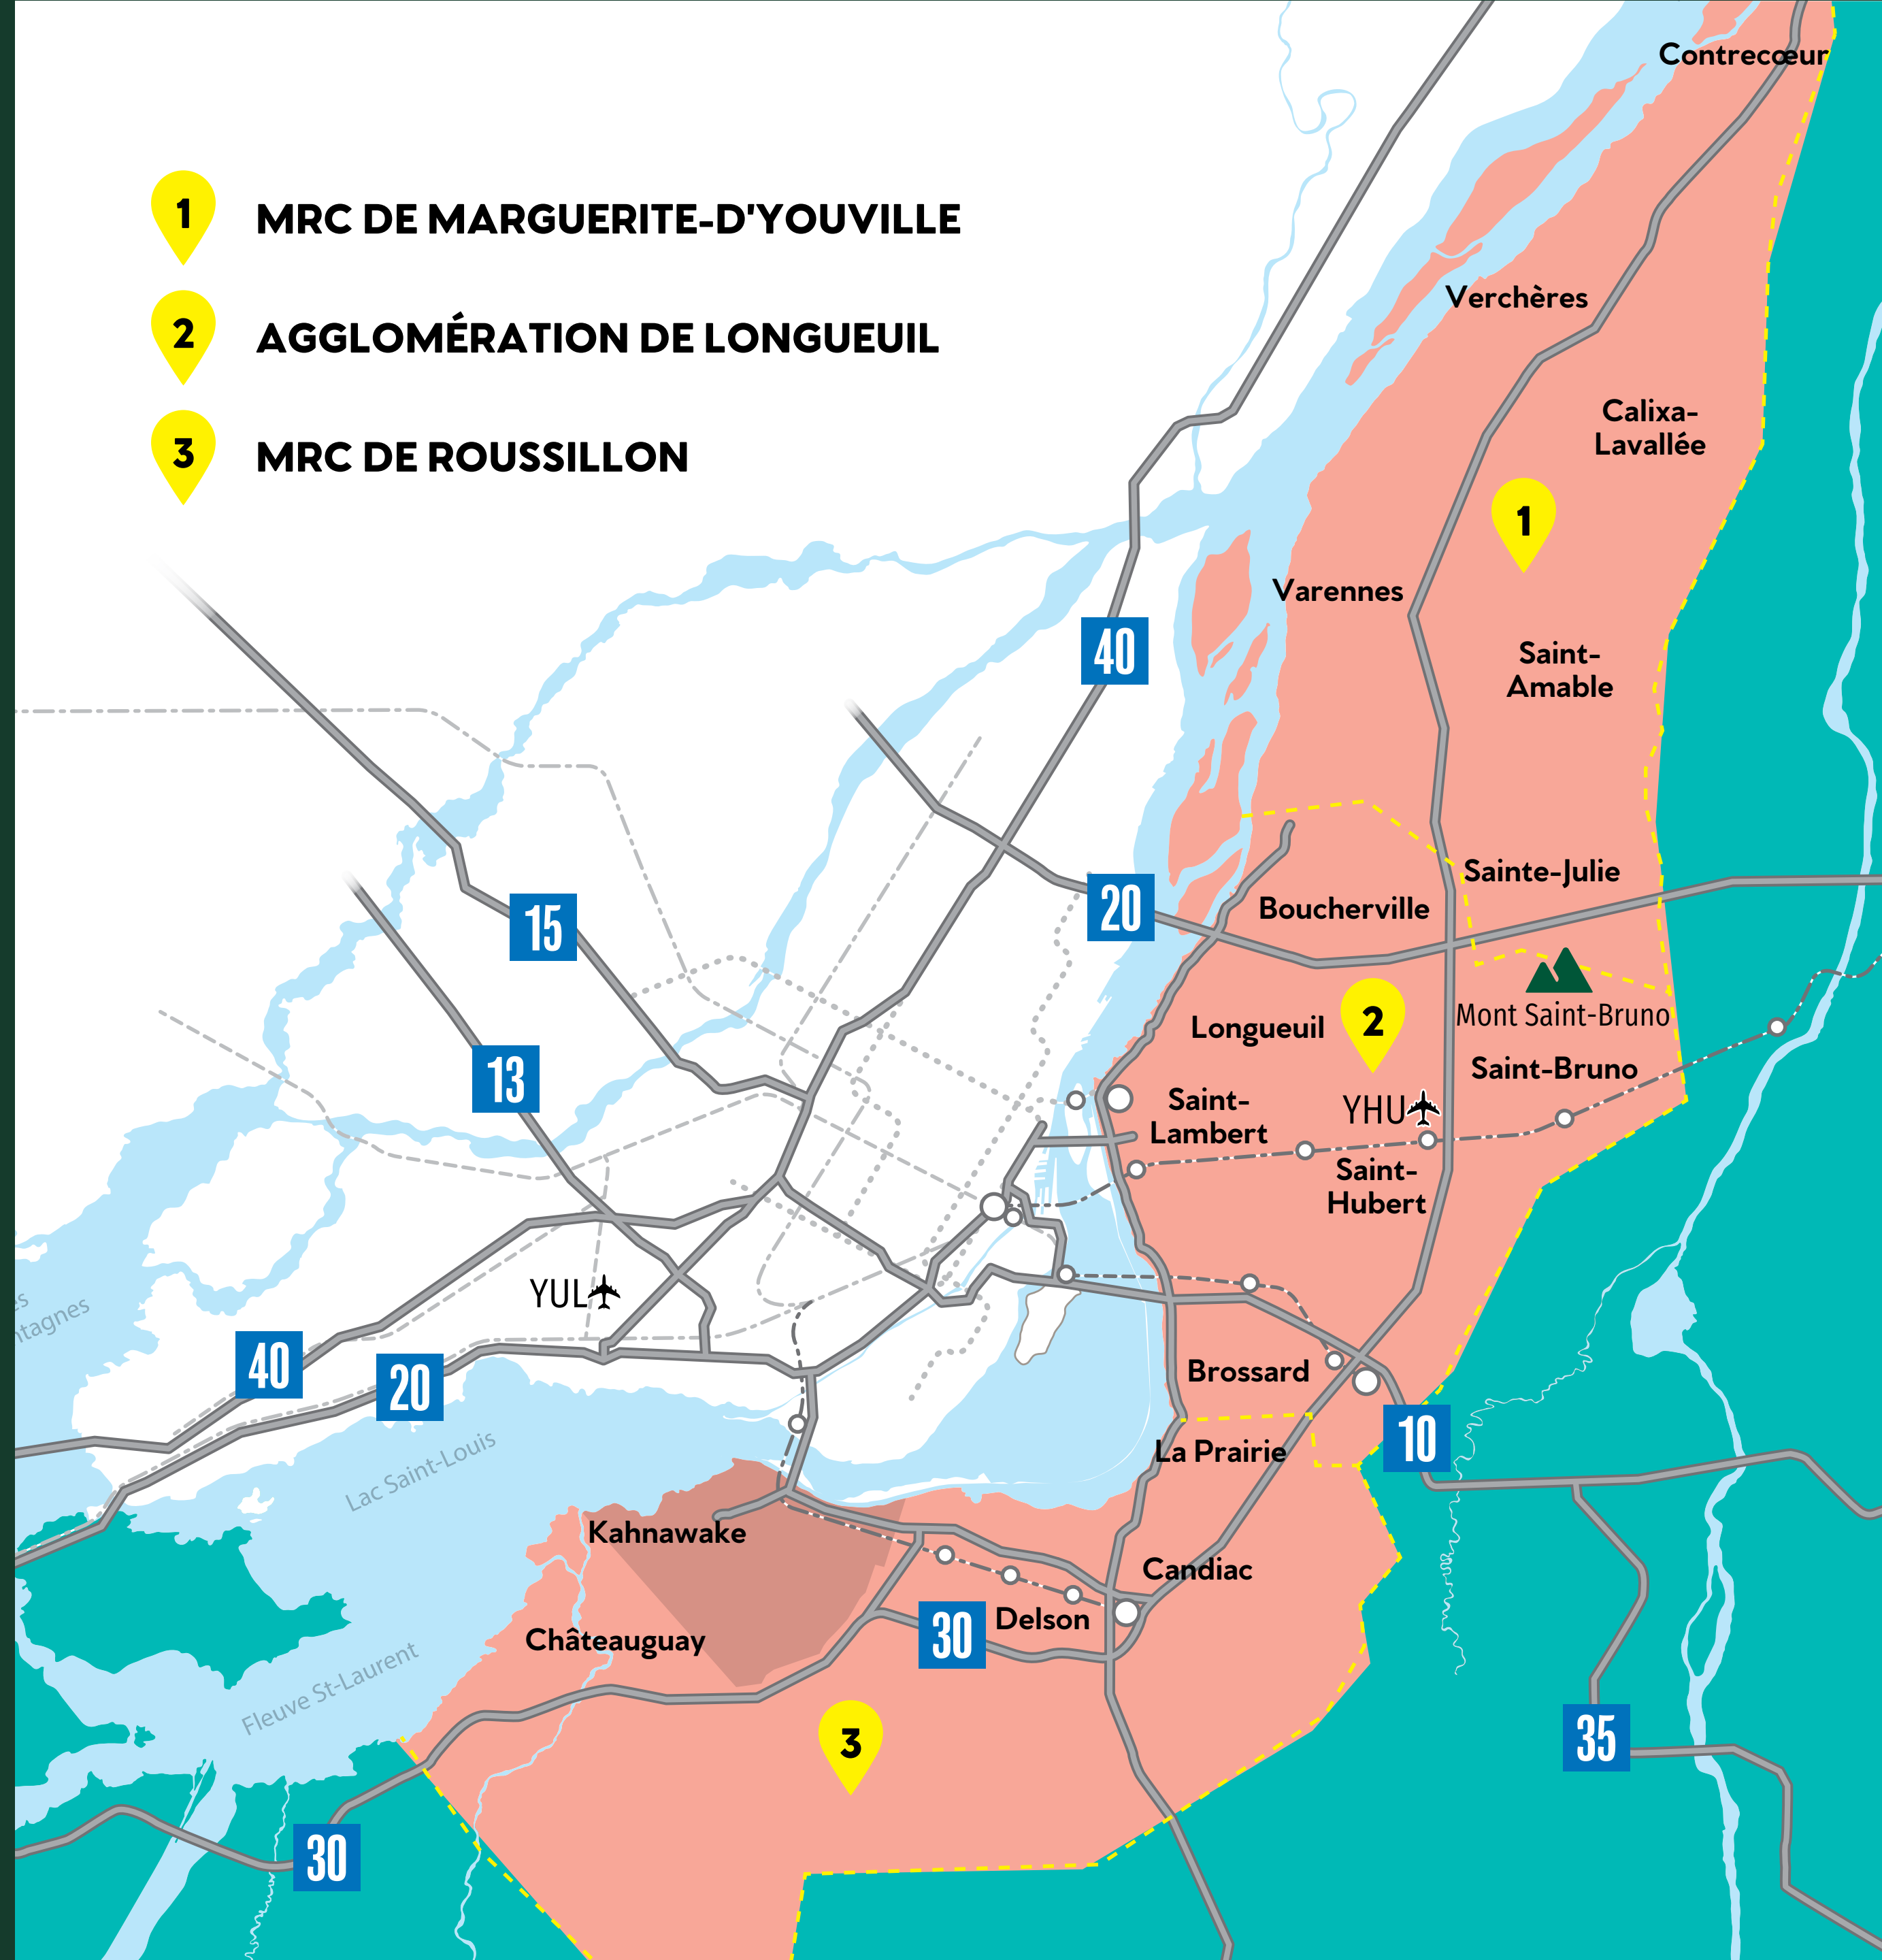 Contrecœur
1
MRC DE MARGUERITE-D'YOUVILLE
Verchères
2
AGGLOMÉRATION DE LONGUEUIL
Calixa-
Lavallée
3
MRC DE ROUSSILLON
1
Varennes
40
Saint-
Amable
Sainte-Julie
20
Boucherville
15
Mont Saint-Bruno
Longueuil
2
Saint-Bruno
13
YHU
Saint-
Lambert
Saint-
Hubert
YUL
es
ntagnes
40
20
Brossard
10
La Prairie
Lac Saint-Louis
Kahnawake
Candiac
Delson
30
Châteauguay
Fleuve St-Laurent
3
35
30